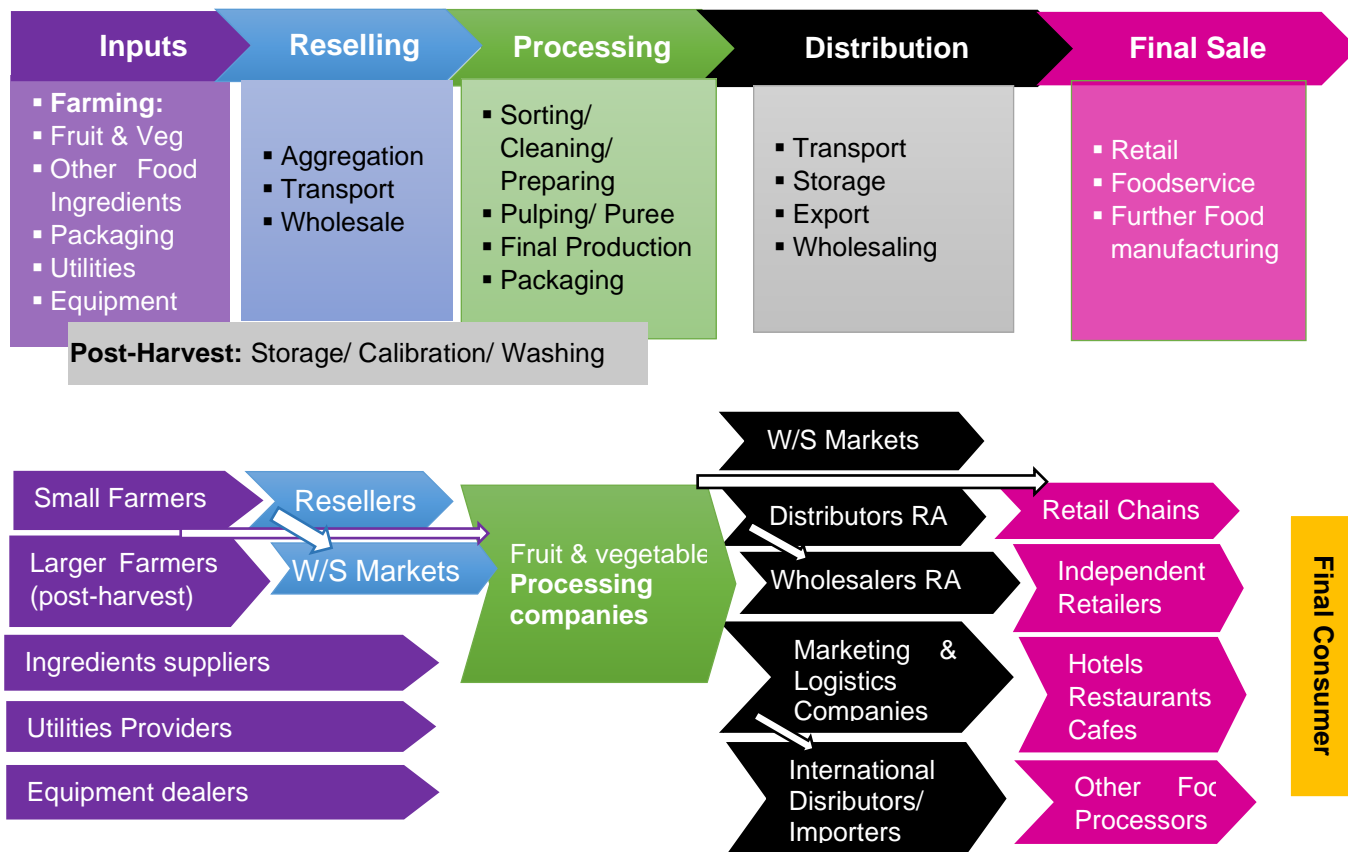 Inputs
Reselling
Processing
Distribution
Final Sale
▪ Farming:
▪ Fruit & Veg
▪ Other Food
Ingredients
▪ Packaging
▪ Utilities
▪ Equipment
▪ Aggregation
▪ Transport
▪ Wholesale
▪ Sorting/
Cleaning/
Preparing
▪ Pulping/ Puree
▪ Final Production
▪ Packaging
▪ Transport
▪ Storage
▪ Export
▪ Wholesaling
▪ Retail
▪ Foodservice
▪ Further Food
manufacturing
Post-Harvest: Storage/ Calibration/ Washing
Small Farmers
Larger Farmers
(post-harvest)
Ingredients suppliers
Utilities Providers
Equipment dealers
Resellers
W/S Markets
Fruit & vegetable
Processing
companies
W/S Markets
Distributors RA
Wholesalers RA
Marketing &
Logistics
Companies
International
Disributors/
Importers
Retail Chains
Independent
Retailers
Hotels
Restaurants
Cafes
Other Foo
Processors
Final Consumer